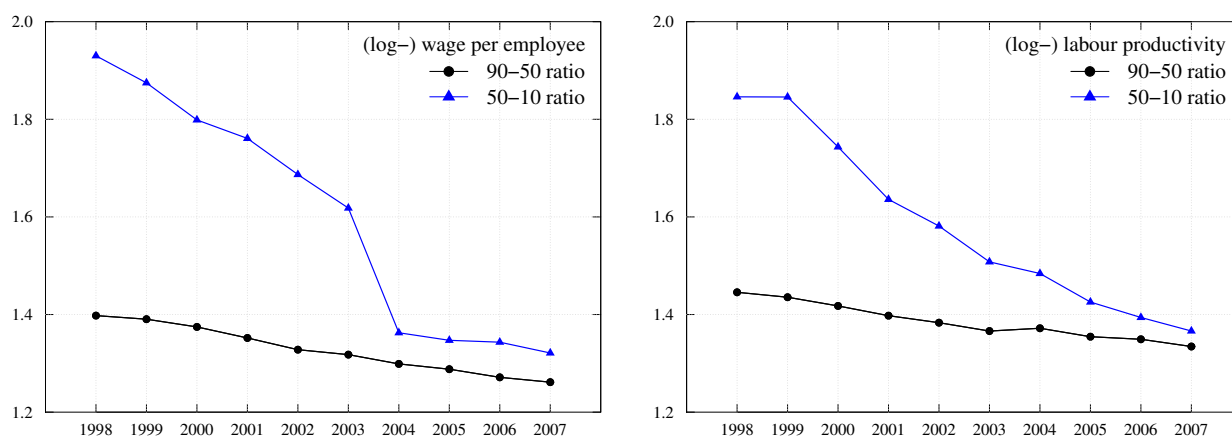 2.0
1.8
1.6
1.4
1.2
(log−) wage per employee
90−50 ratio
50−10 ratio
1998 1999 2000 2001 2002 2003 2004 2005 2006 2007
2.0
1.8
1.6
1.4
1.2
(log−) labour productivity
90−50 ratio
50−10 ratio
1998 1999 2000 2001 2002 2003 2004 2005 2006 2007